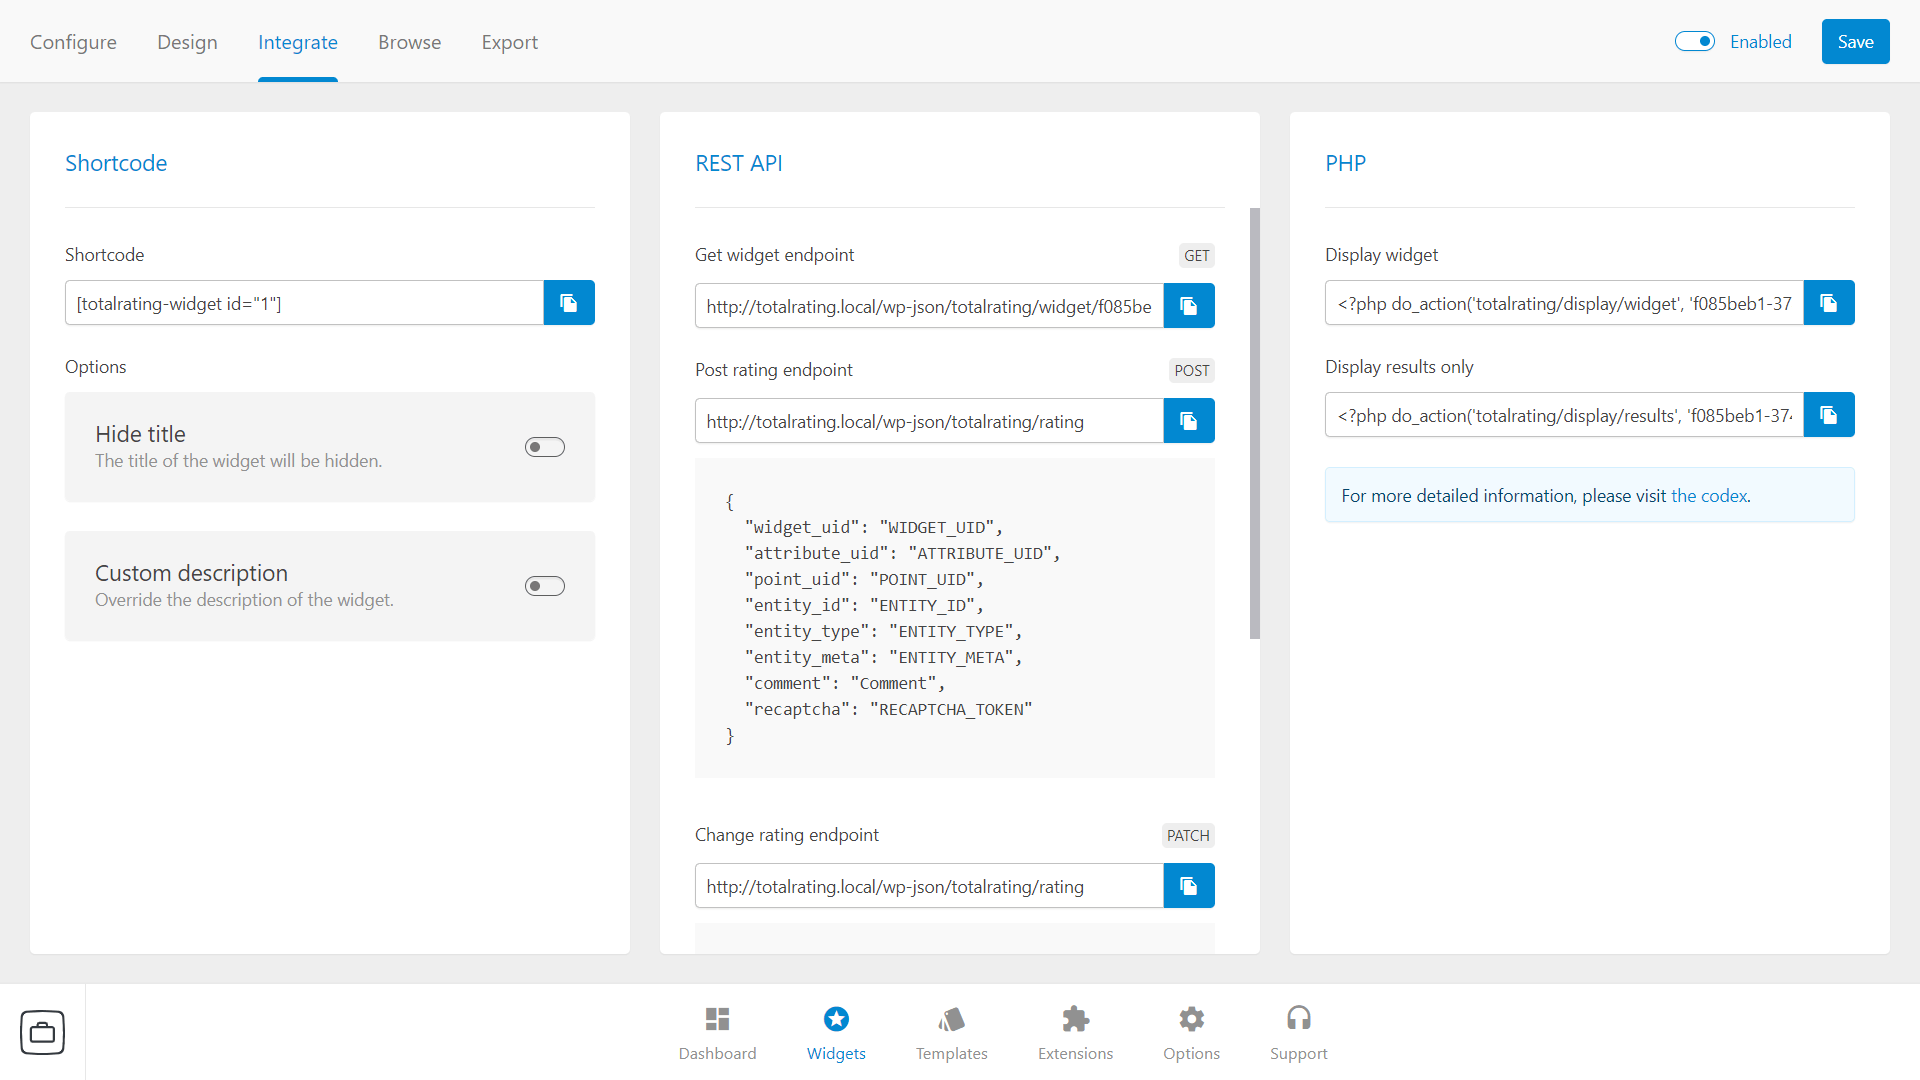 Configure
Design
Integrate
Browse
Export
Enabled
Save
Shortcode
Shortcode
[totalrating-widget id="1"]
Options
Hide title
The title of the widget will be hidden.
Custom description
Override the description of the widget.
REST API
Get widget endpoint
GET
http://totalrating.local/wp-json/totalrating/widget/f085be
Post rating endpoint
POST
http://totalrating.local/wp-json/totalrating/rating
{
"widget_uid": "WIDGET_UID",
"attribute_uid": "ATTRIBUTE_UID",
"point_uid": "POINT_UID",
"entity_id": "ENTITY_ID",
"entity_type": "ENTITY_TYPE",
"entity_meta": "ENTITY_META",
"comment": "Comment",
"recaptcha": "RECAPTCHA_TOKEN"
}
Change rating endpoint
PATCH
http://totalrating.local/wp-json/totalrating/rating
PHP
Display widget
<?php do_action('totalrating/display/widget', 'f085beb1-37
Display results only
<?php do_action('totalrating/display/results', 'f085beb1-374
For more detailed information, please visit the codex.
Dashboard
Widgets
Templates
Extensions
Options
Support